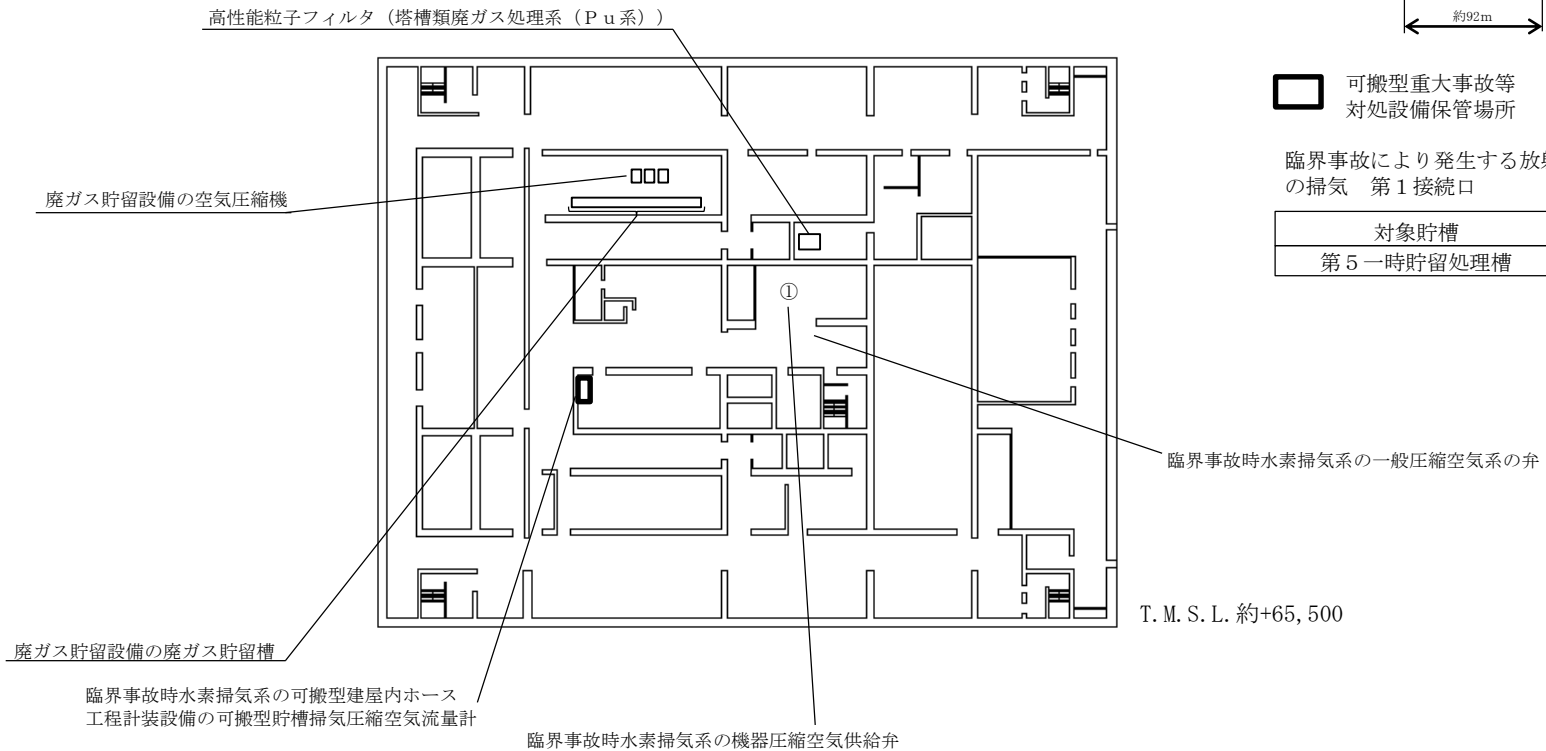 高性能粒子フィルタ（塔槽類廃ガス処理系（Ｐｕ系））
約92m
可搬型重大事故等
対処設備保管場所
臨界事故により発生する放射
の掃気　第１接続口
対象貯槽
第５一時貯留処理槽
廃ガス貯留設備の空気圧縮機
①
臨界事故時水素掃気系の一般圧縮空気系の弁
T.M.S.L.約+65,500
廃ガス貯留設備の廃ガス貯留槽
臨界事故時水素掃気系の可搬型建屋内ホース
工程計装設備の可搬型貯槽掃気圧縮空気流量計
臨界事故時水素掃気系の機器圧縮空気供給弁